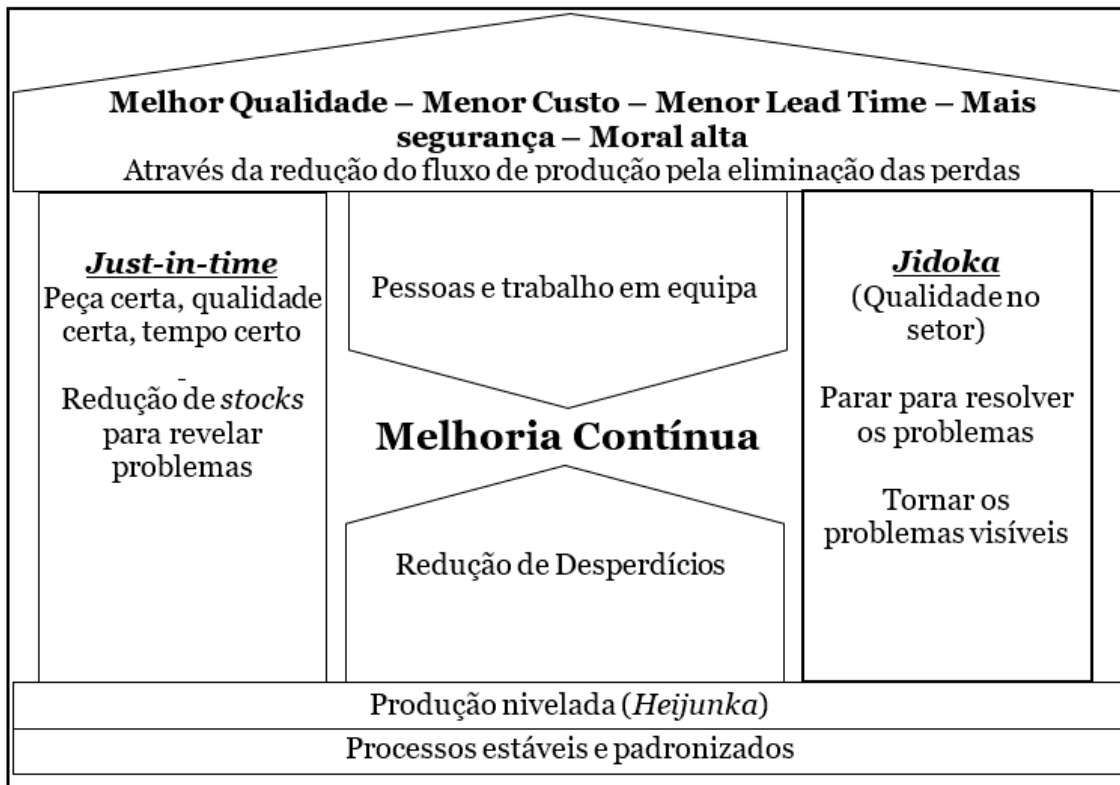 Melhor Qualidade – Menor Custo – Menor Lead Time – Mais
segurança – Moral alta
Através da redução do fluxo de produção pela eliminação das perdas
Just-in-time
Peça certa, qualidade
certa, tempo certo
-
Redução de stocks
para revelar
problemas
Pessoas e trabalho em equipa
Melhoria Contínua
Redução de Desperdícios
Jidoka
(Qualidade no
setor)
Parar para resolver
os problemas
Tornar os
problemas visíveis
Produção nivelada (Heijunka)
Processos estáveis e padronizados